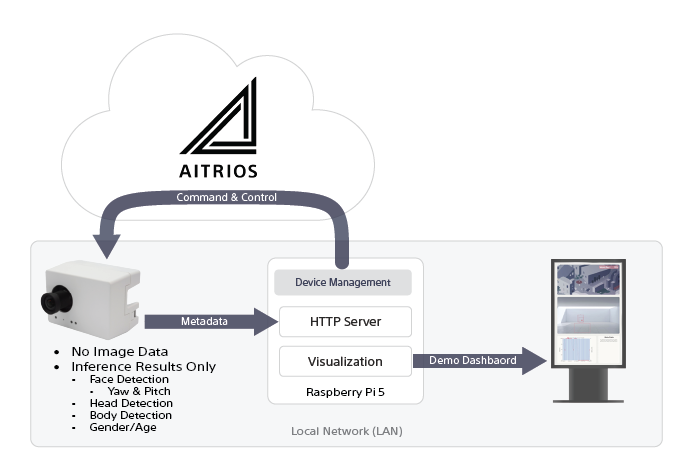 AITRIOS
Command & Control
Device Management
Metadata
HTTP Server
Visualization
Demo Dashbaord
Raspberry Pi 5
• No Image Data
• Inference Results Only
- Face Detection
- Yaw & Pitch
- Head Detection
- Body Detection
- Gender/Age
Local Network (LAN)